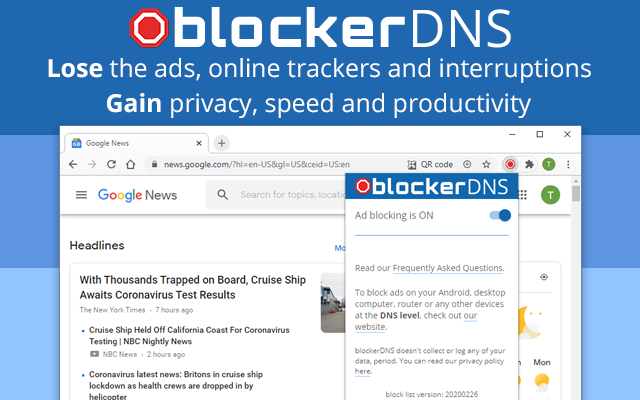 blockerDNS
Lose the ads, online trackers and interruptions
Gain privacy, speed and productivity
Google News
news.google.com/?hl=en-US&gl=US&ceid=US:en
QR code
T
Google News
Search for topics, locatio
T
blockerDNS
Ad blocking is ON
Headlines
Mo
With Thousands Trapped on Board, Cruise Ship
Awaits Coronavirus Test Results
The New York Times • 7 hours ago
Cruise Ship Held Off California Coast For Coronavirus
Testing | NBC Nightly News
NBC News • 2 hours ago
Coronavirus latest news: Britons in cruise ship
lockdown as health crews are dropped in by
helicopter
Read our Frequently Asked Questions.
To block ads on your Android, desktop
computer, router or any other devices
at the DNS level, check out our
website.
blockerDNS doesn't collect or log any of your
data, period. You can read our privacy policy
here.
block list version: 20200226
Mon